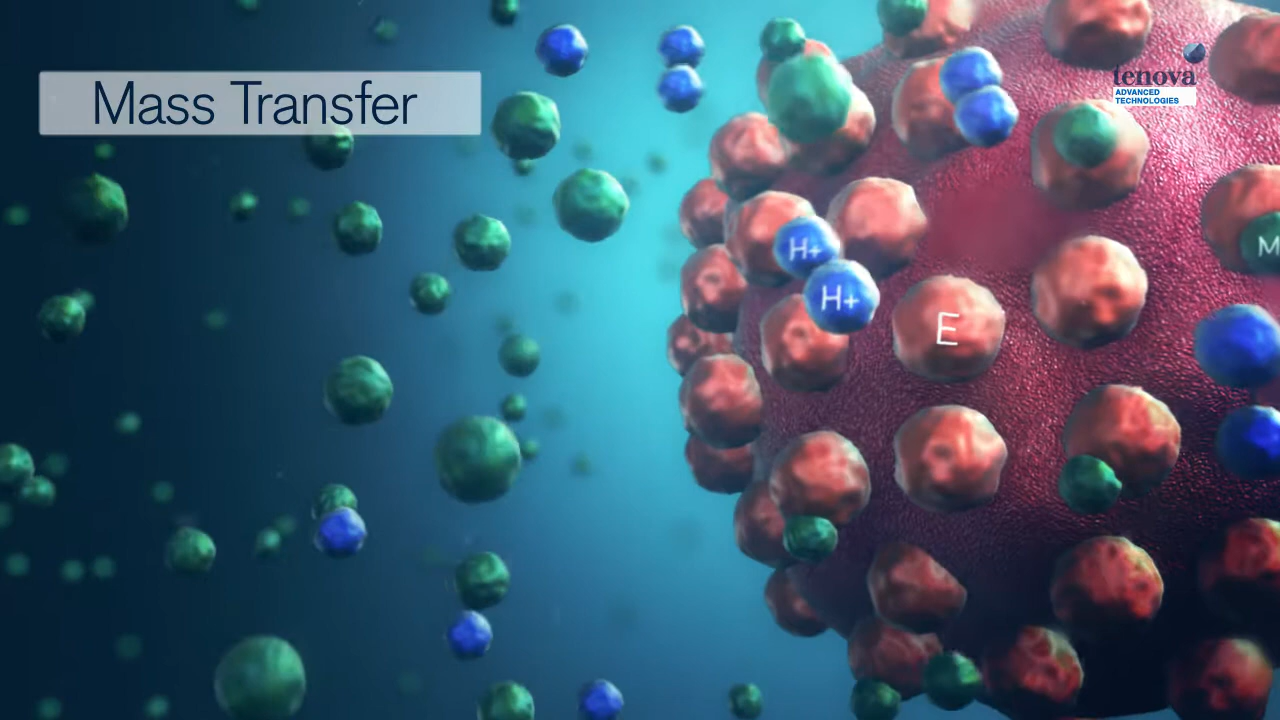 Mass Transfer
tenova
ADVANCED
TECHNOLOGIES
H+
H+
E
M